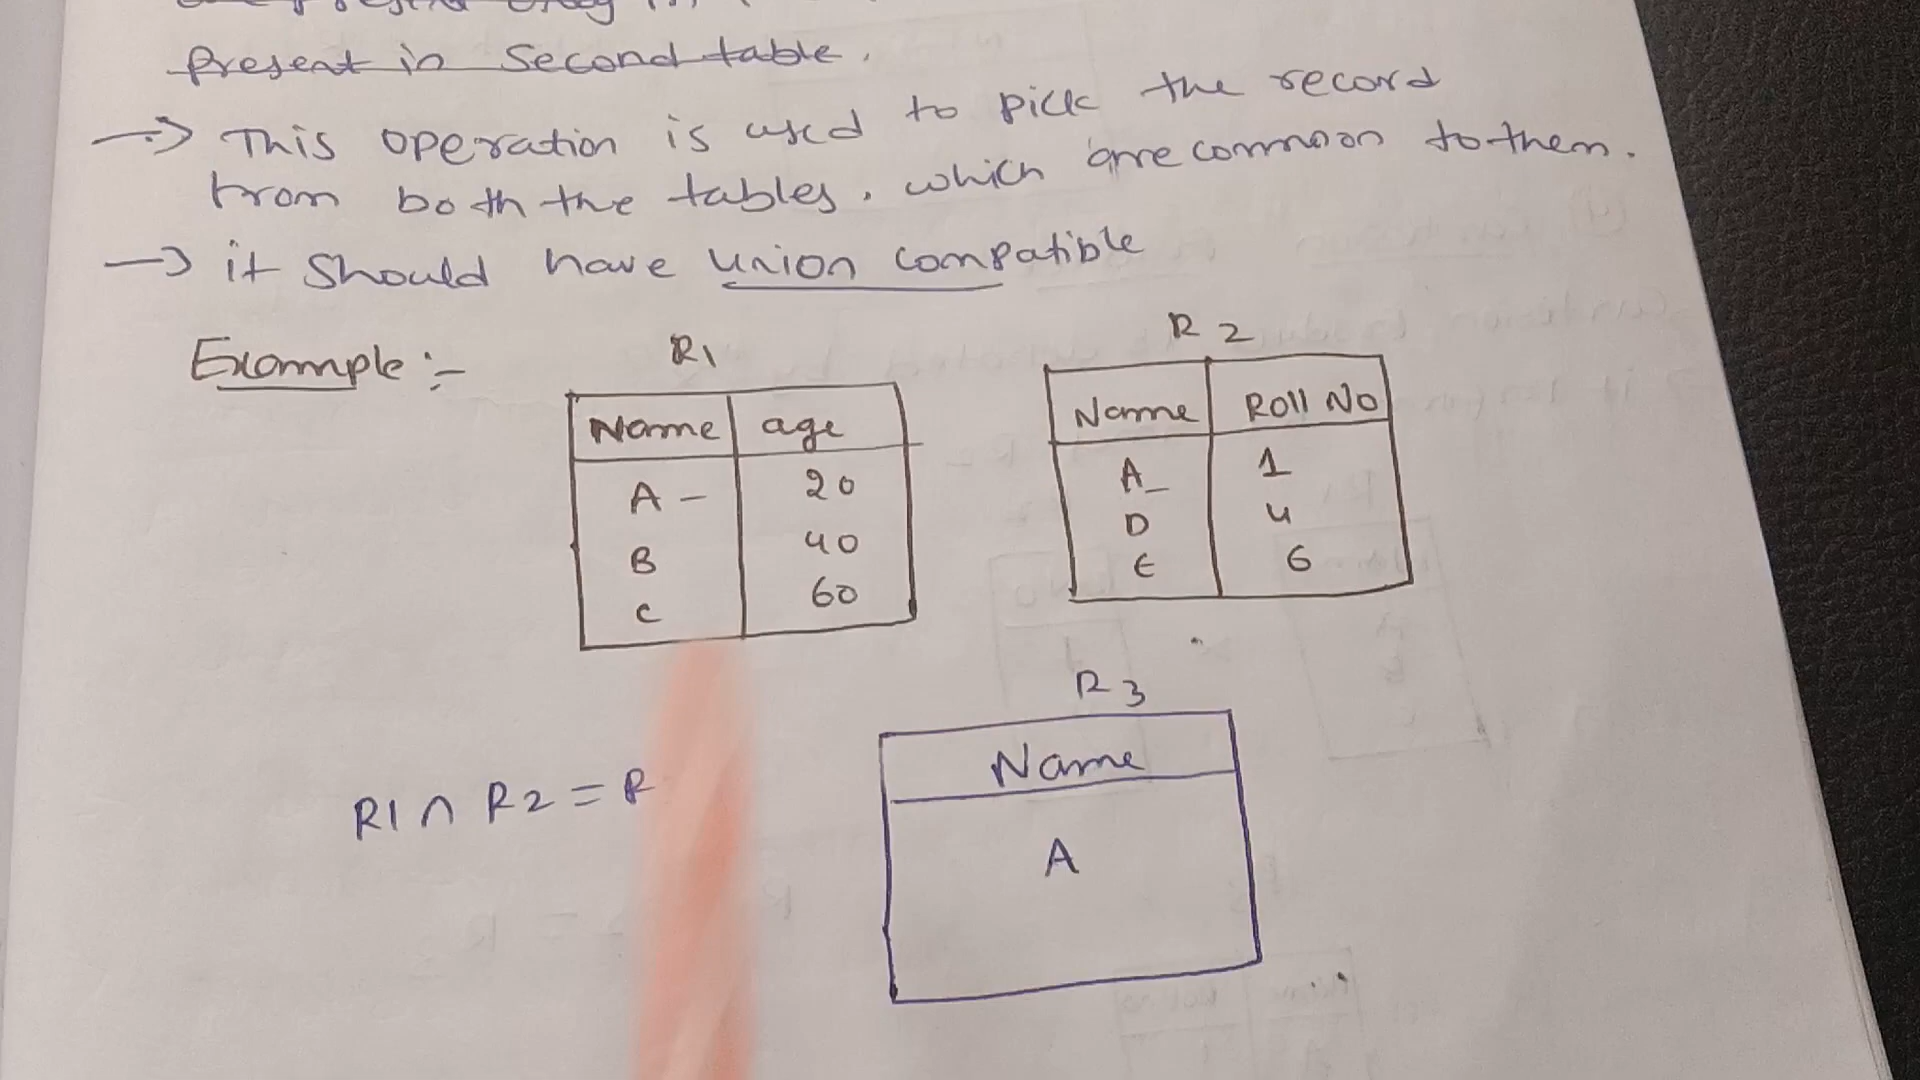 present in Second table.
→ This operation is used to pick the record
from both the tables, which are common to them.
→ it should have union compatible
Example :-
R1
Name age
A - 20
B 40
C 60
R 2
Name Roll No
A - 1
D 4
E 6
R 3
Name
A
R1 ∩ R2 = R